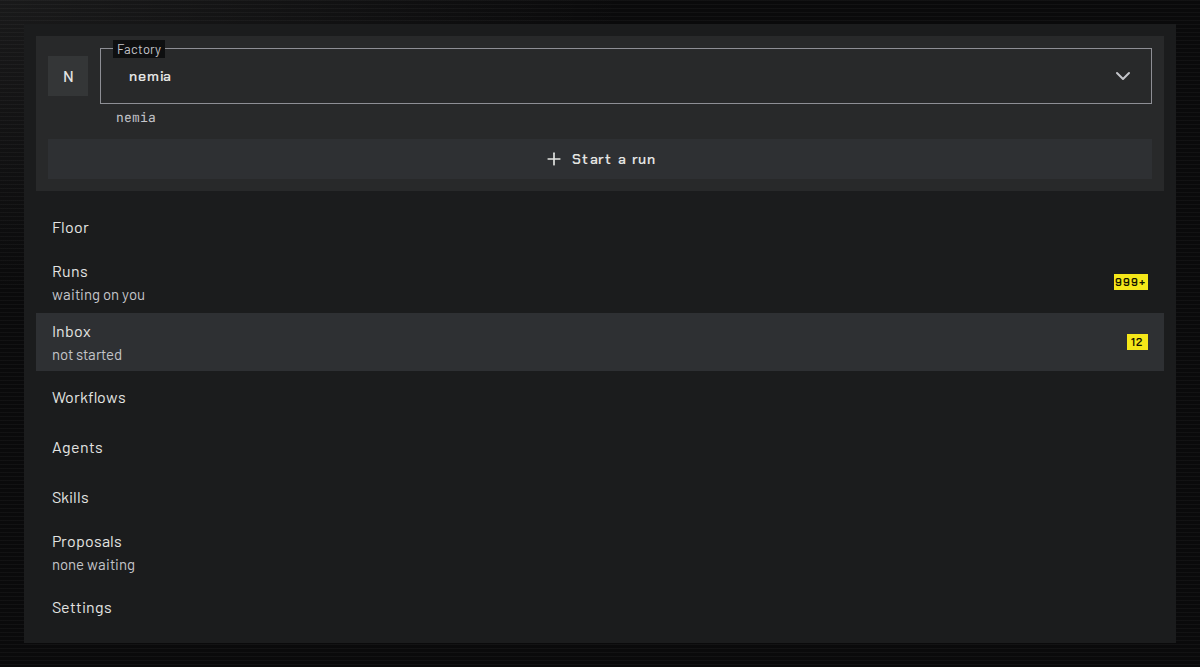 Factory
N
nemia
nemia
Start a run
Floor
Runs
waiting on you
999+
Inbox
not started
12
Workflows
Agents
Skills
Proposals
none waiting
Settings